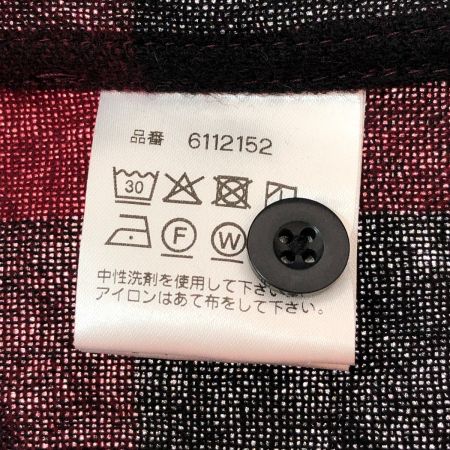 品番 6112152
30
F W
中性洗剤を使用して下さい
アイロンはあて布をして下さい